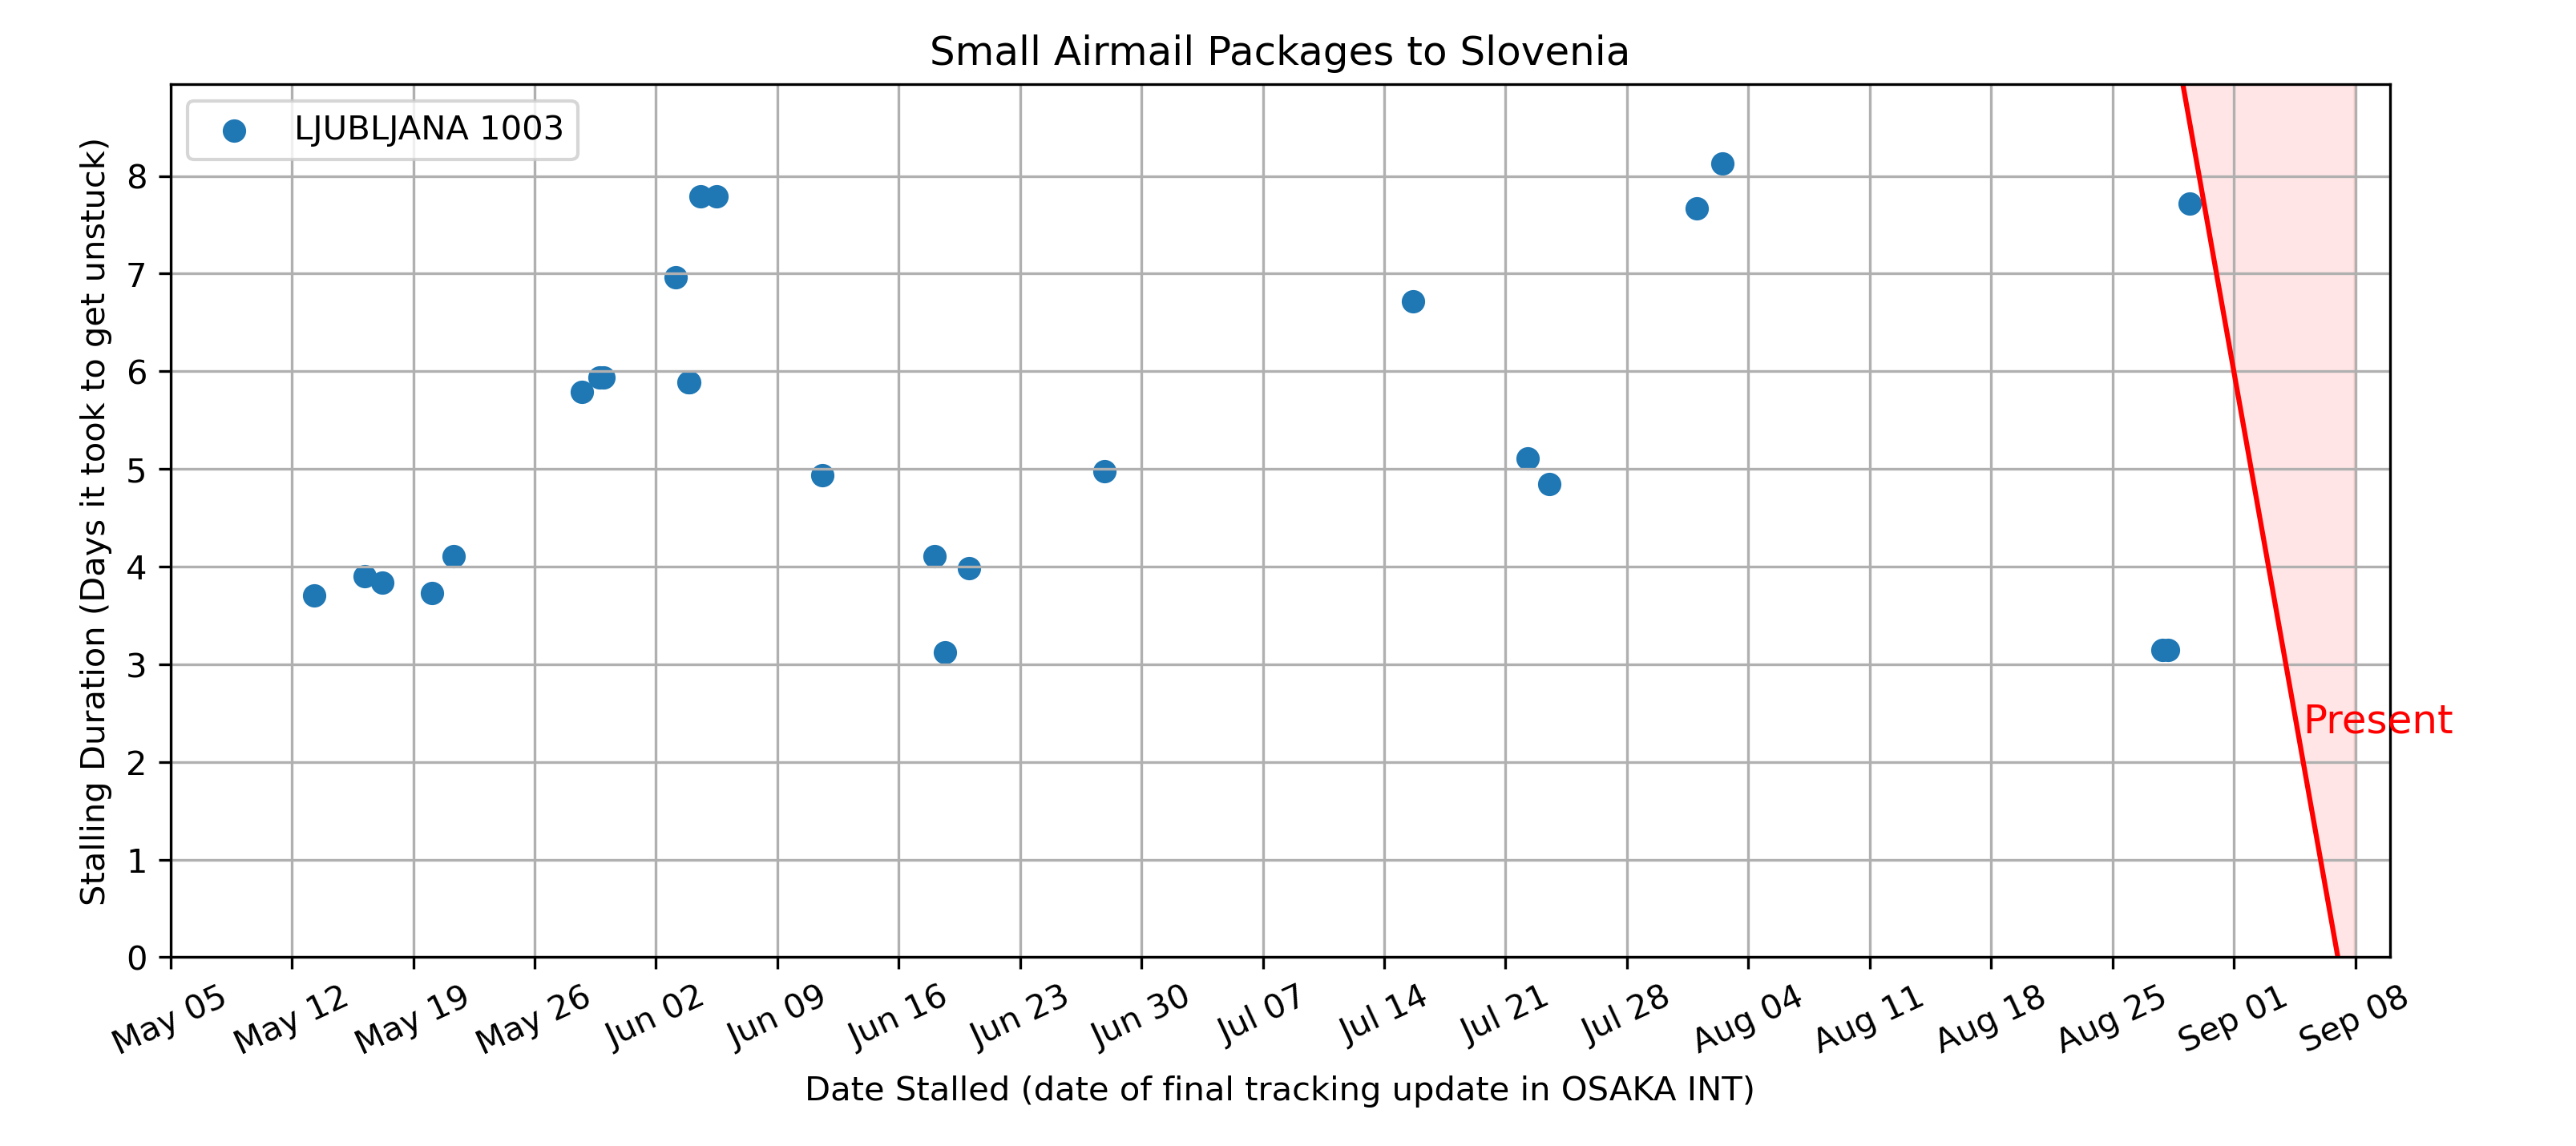 Small Airmail Packages to Slovenia
LJUBLJANA 1003
Stalling Duration (Days it took to get unstuck)
8
7
6
5
4
3
2
1
0
Present
May 05 May 12 May 19 May 26 Jun 02 Jun 09 Jun 16 Jun 23 Jun 30 Jul 07 Jul 14 Jul 21 Jul 28 Aug 04 Aug 11 Aug 18 Aug 25 Sep 01 Sep 08
Date Stalled (date of final tracking update in OSAKA INT)